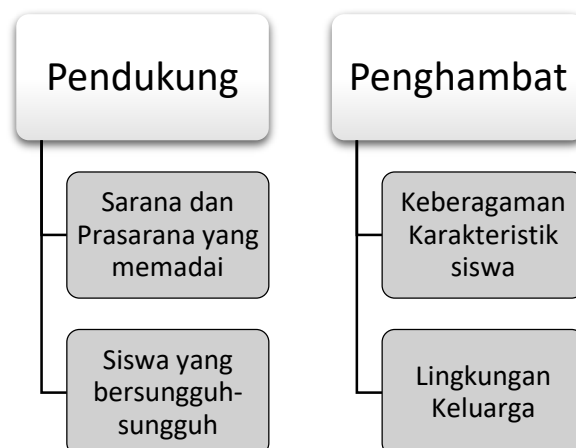 Pendukung
Sarana dan
Prasarana yang
memadai
Siswa yang
bersungguh-
sungguh
Penghambat
Keberagaman
Karakteristik
siswa
Lingkungan
Keluarga